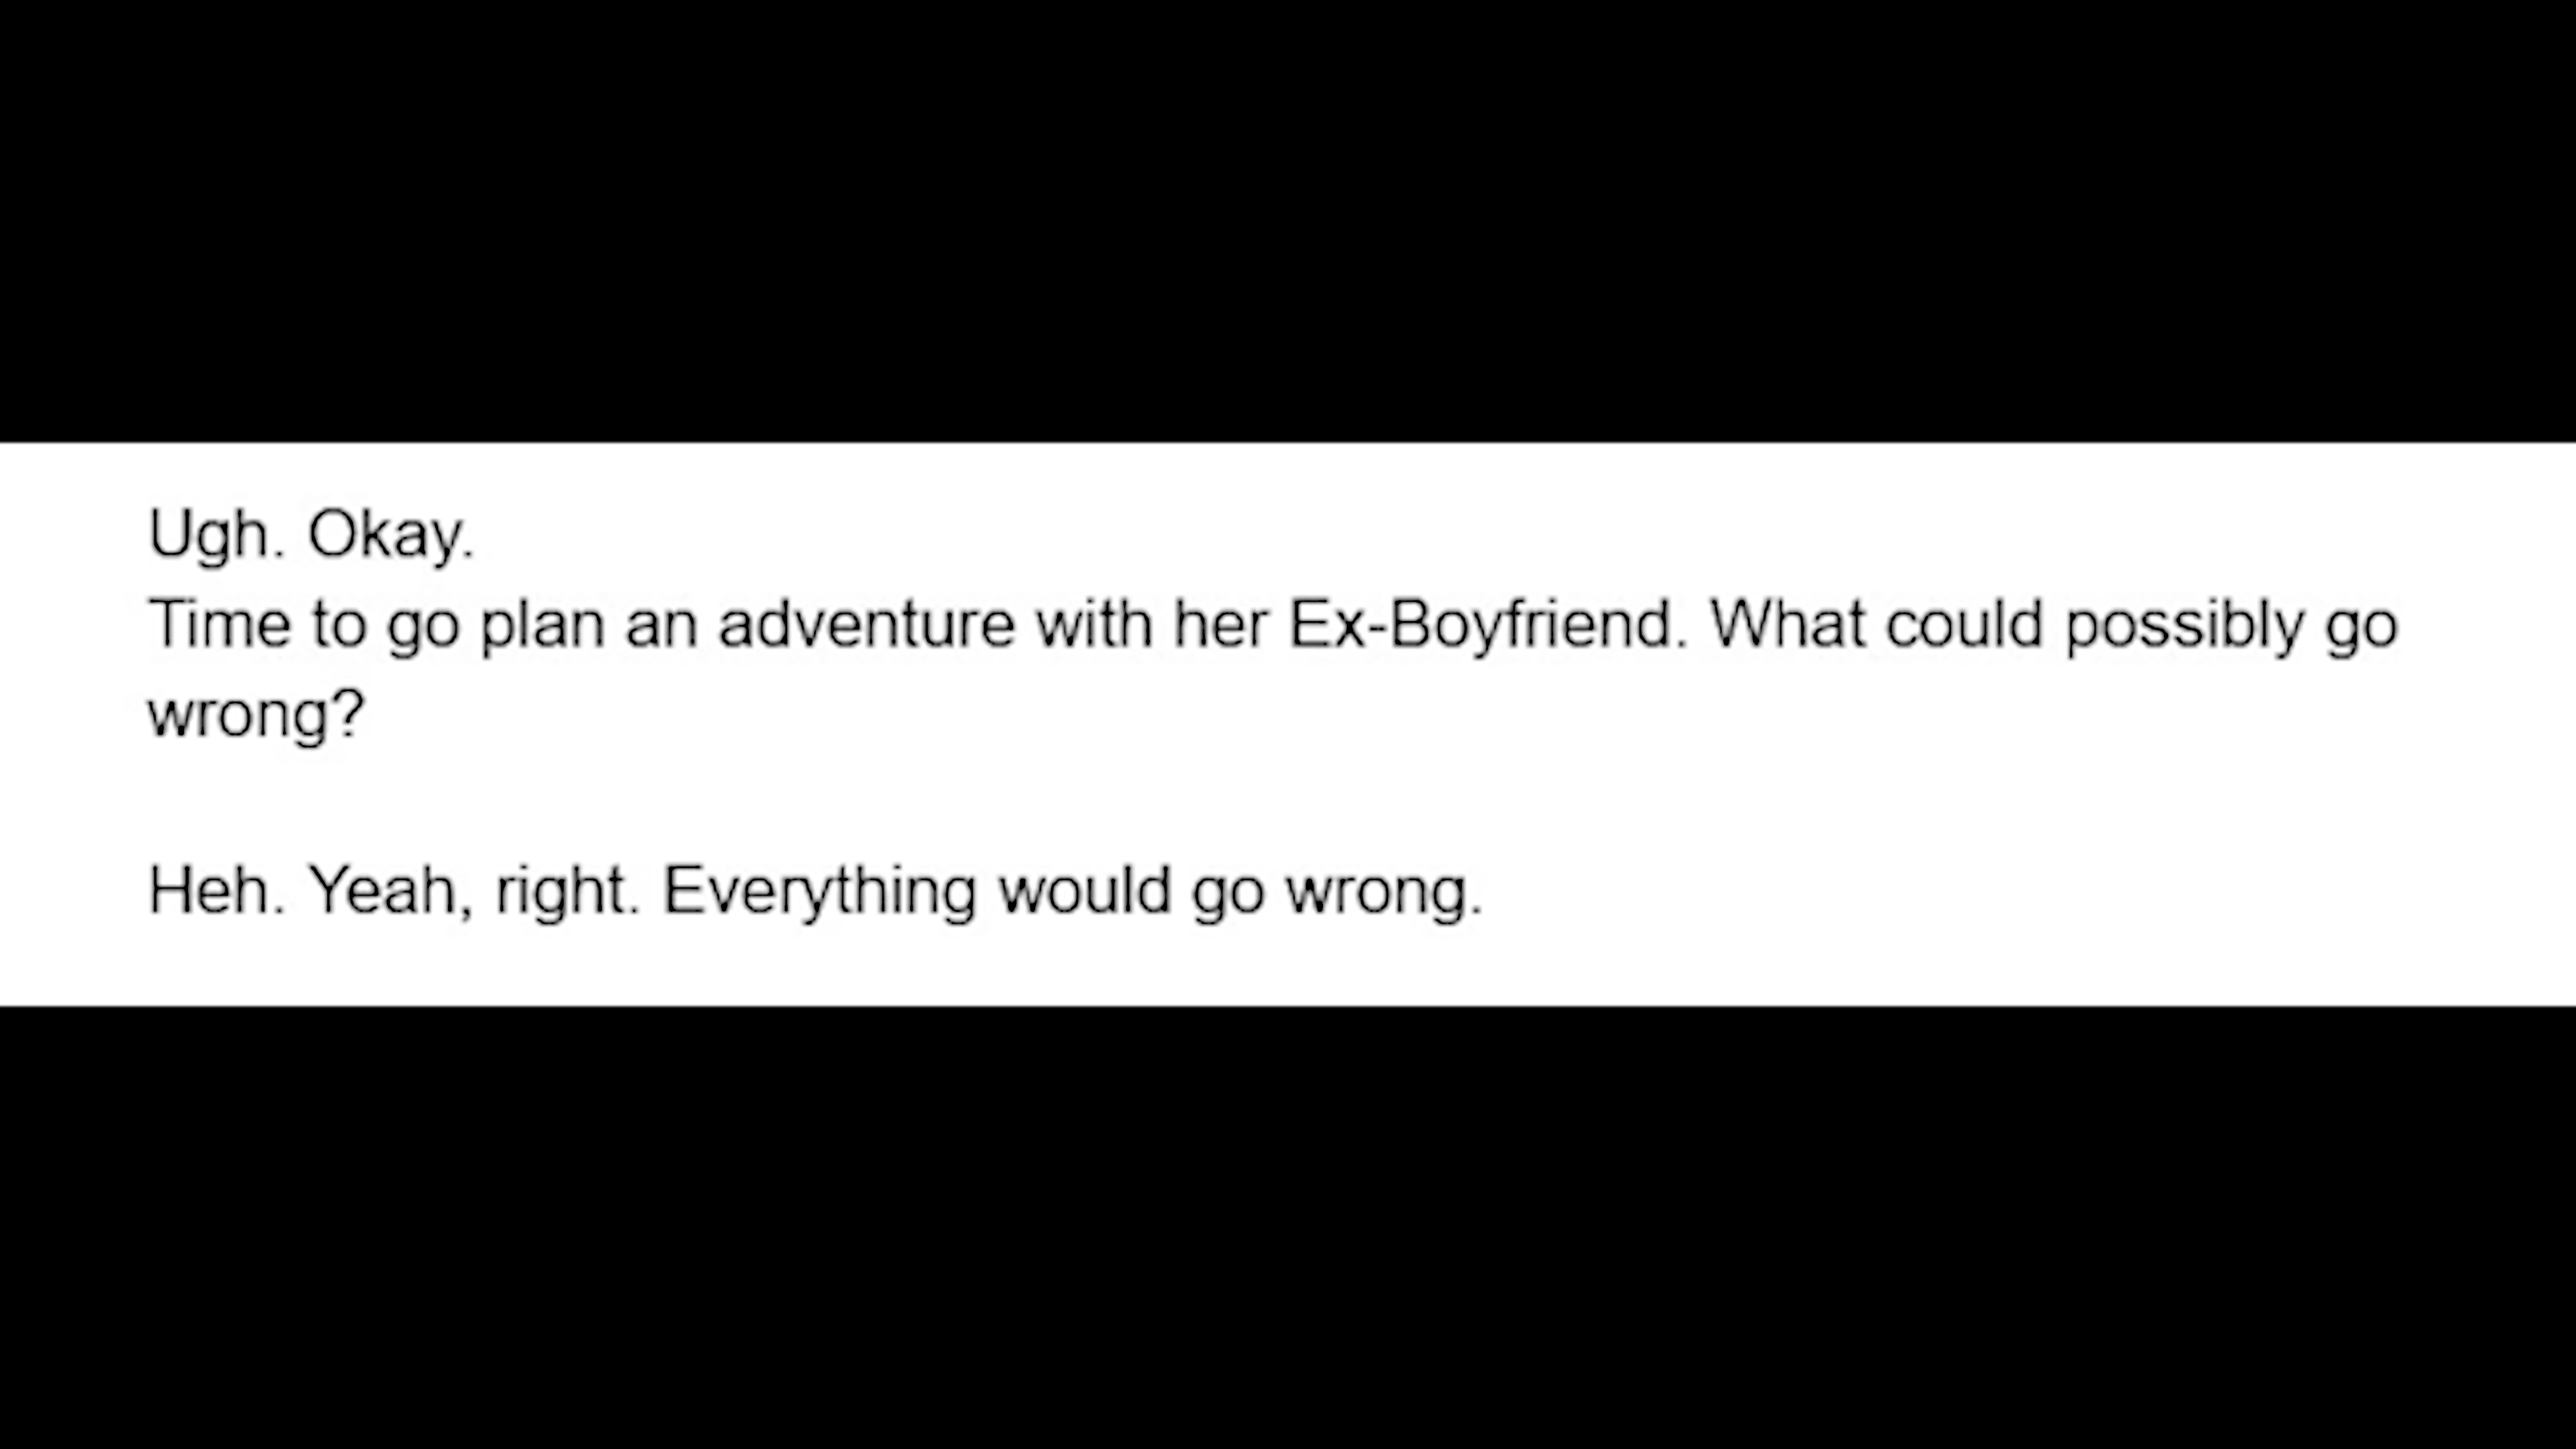 Ugh. Okay.
Time to go plan an adventure with her Ex-Boyfriend. What could possibly go
wrong?
Heh. Yeah, right. Everything would go wrong.